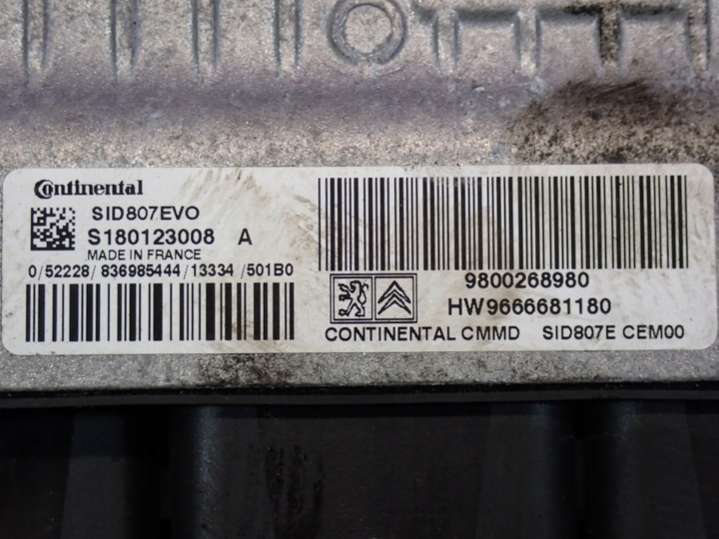 Continental
SID807EVO
S180123008 A
MADE IN FRANCE
0/52228/836985444/13334/501B0
9800268980
HW9666681180
CONTINENTAL CMMD SID807E CEM00